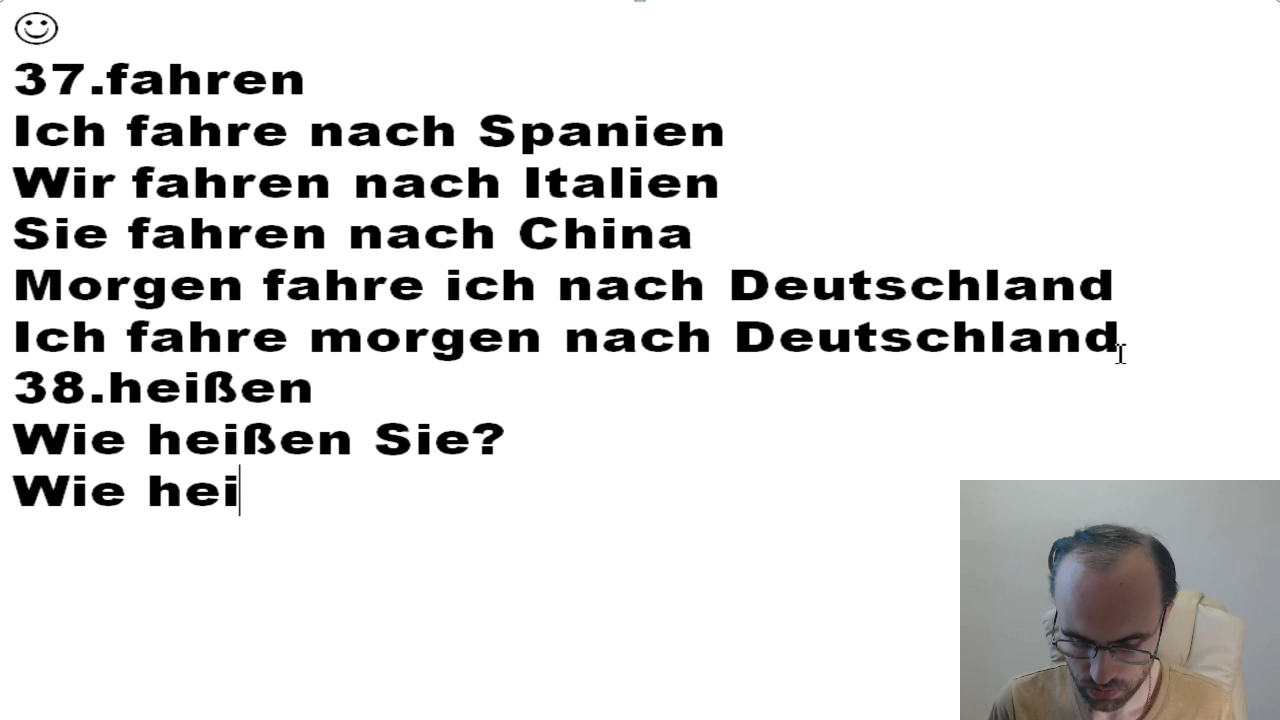 37.fahren
Ich fahre nach Spanien
Wir fahren nach Italien
Sie fahren nach China
Morgen fahre ich nach Deutschland
Ich fahre morgen nach Deutschland
38.heißen
Wie heißen Sie?
Wie hei